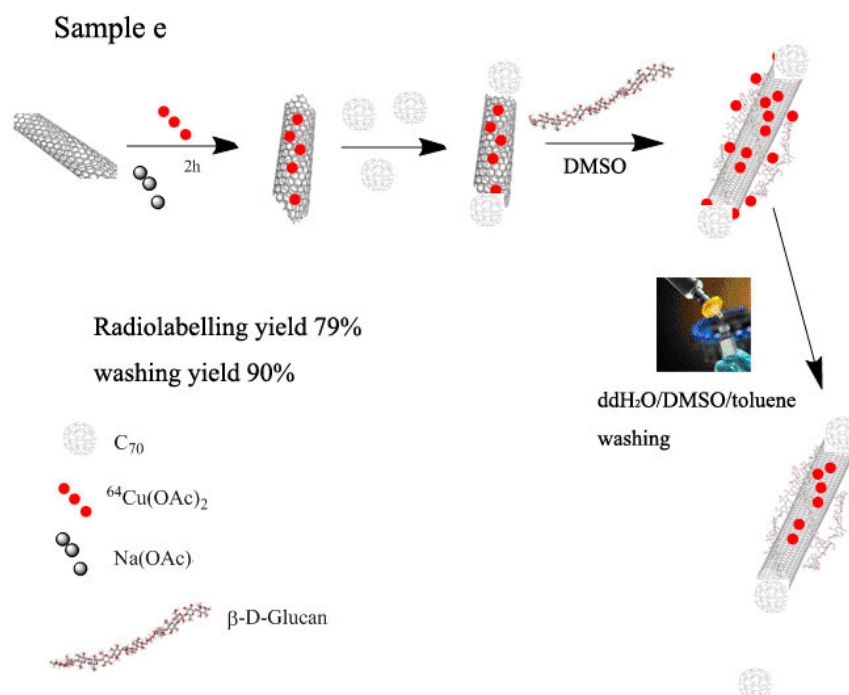 Sample e
2h
DMSO
Radiolabelling yield 79%
washing yield 90%
ddH₂O/DMSO/toluene
washing
C₇₀
⁶⁴Cu(OAc)₂
Na(OAc)
β-D-Glucan